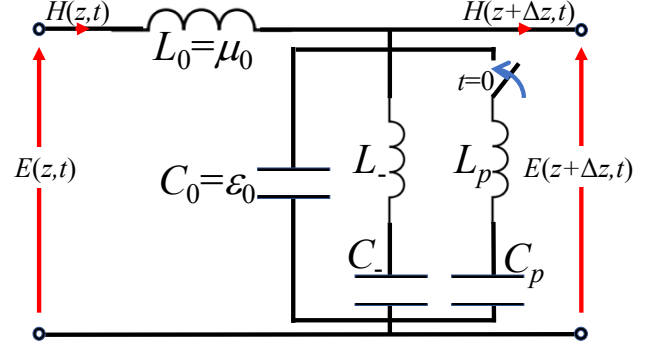 H(z,t)
H(z+Δz,t)
L₀=μ₀
t=0
E(z,t)
C₀=ε₀
L₋
Lₚ
E(z+Δz,t)
C₋
Cₚ